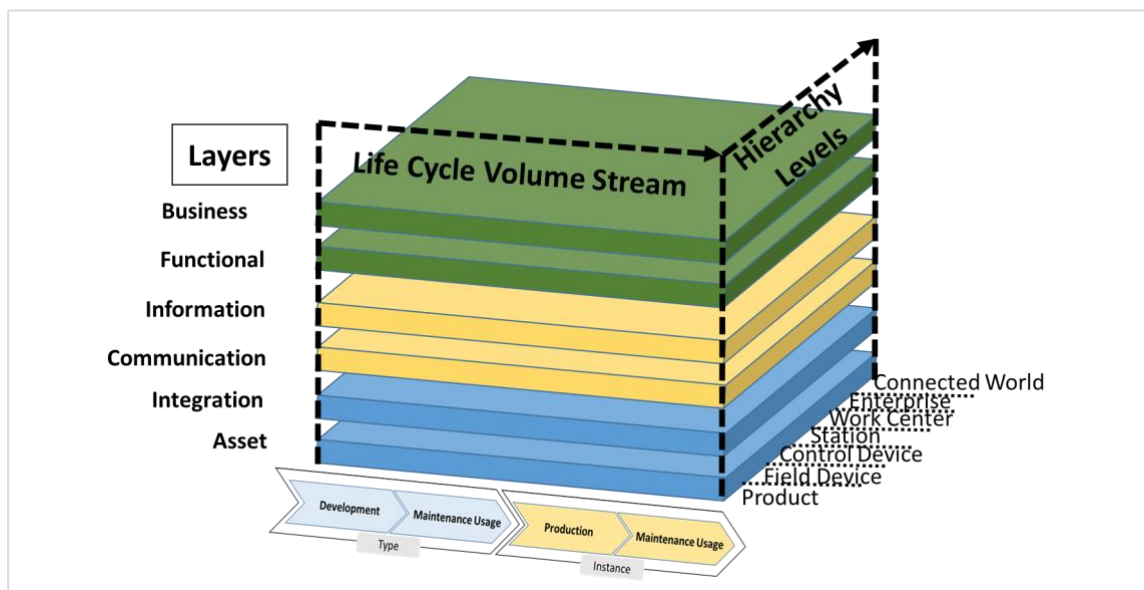 Layers
Life Cycle Volume Stream
Hierarchy
Levels
Business
Functional
Information
Communication
Integration
Asset
Connected World
Enterprise
Work Center
Station
Control Device
Field Device
Product
Development
Maintenance Usage
Type
Production
Maintenance Usage
Instance